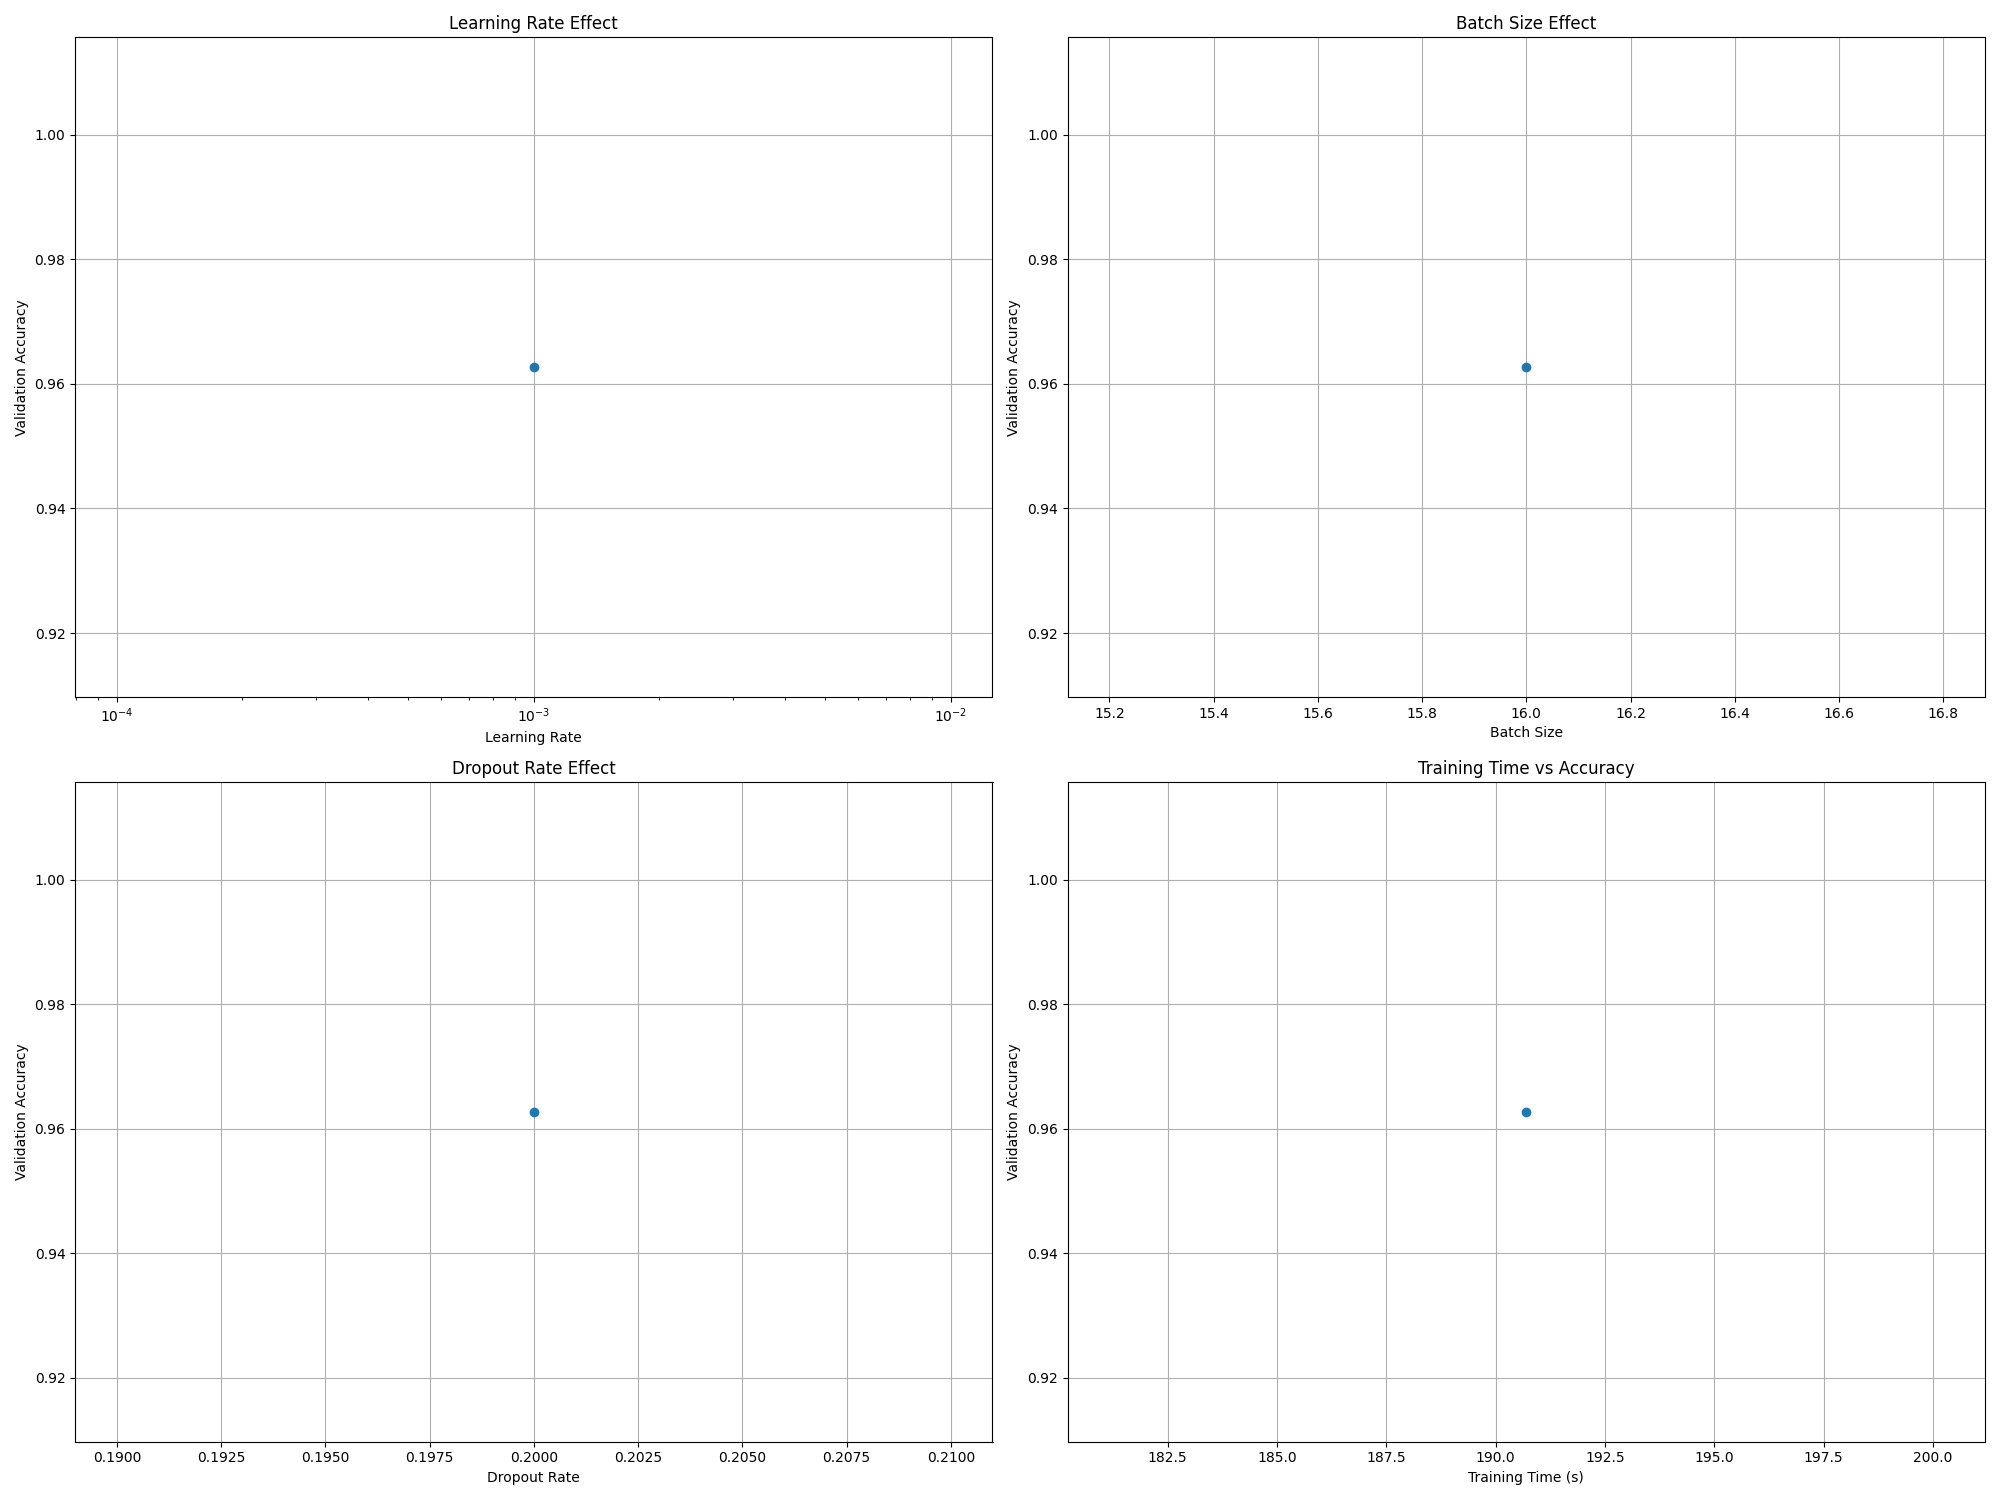 Learning Rate Effect
1.00
0.98
0.96
0.94
0.92
Validation Accuracy
10⁻⁴ 10⁻³ 10⁻²
Learning Rate
Batch Size Effect
1.00
0.98
0.96
0.94
0.92
Validation Accuracy
15.2 15.4 15.6 15.8 16.0 16.2 16.4 16.6 16.8
Batch Size
Dropout Rate Effect
1.00
0.98
0.96
0.94
0.92
Validation Accuracy
0.1900 0.1925 0.1950 0.1975 0.2000 0.2025 0.2050 0.2075 0.2100
Dropout Rate
Training Time vs Accuracy
1.00
0.98
0.96
0.94
0.92
Validation Accuracy
182.5 185.0 187.5 190.0 192.5 195.0 197.5 200.0
Training Time (s)